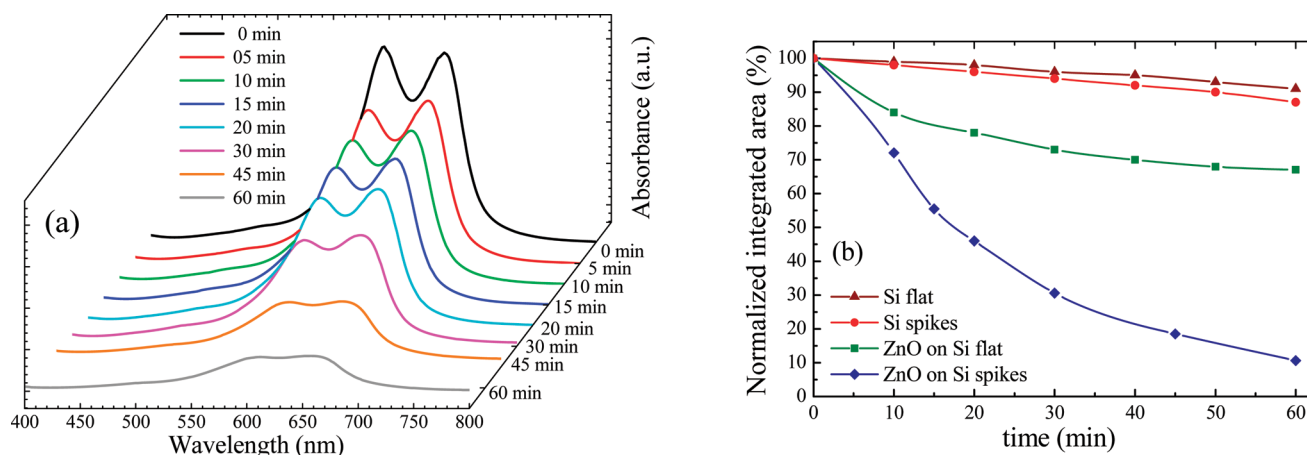 0 min
05 min
10 min
15 min
20 min
30 min
45 min
60 min
(a)
Absorbance (a.u.)
0 min
5 min
10 min
15 min
20 min
30 min
45 min
60 min
400 450 500 550 600 650 700 750 800
Wavelength (nm)
Normalized integrated area (%)
100
90
80
70
60
50
40
30
20
10
0
(b)
Si flat
Si spikes
ZnO on Si flat
ZnO on Si spikes
0 10 20 30 40 50 60
time (min)